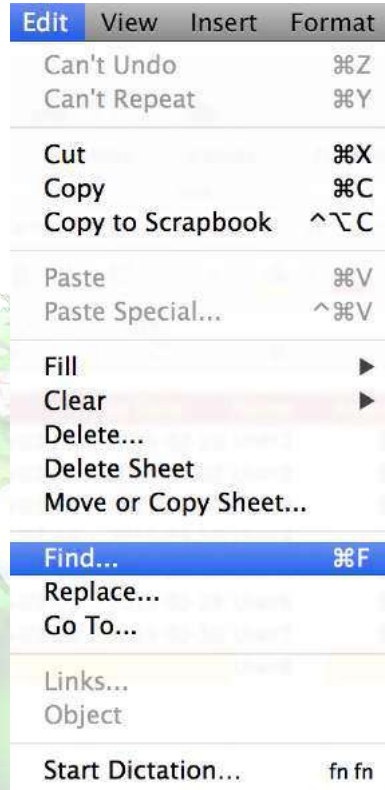 Edit View Insert Format
Can't Undo ⌘Z
Can't Repeat ⌘Y
Cut ⌘X
Copy ⌘C
Copy to Scrapbook ^⌥C
Paste ⌘V
Paste Special... ^⌘V
Fill ▶
Clear ▶
Delete...
Delete Sheet
Move or Copy Sheet...
Find... ⌘F
Replace...
Go To...
Links...
Object
Start Dictation... fn fn